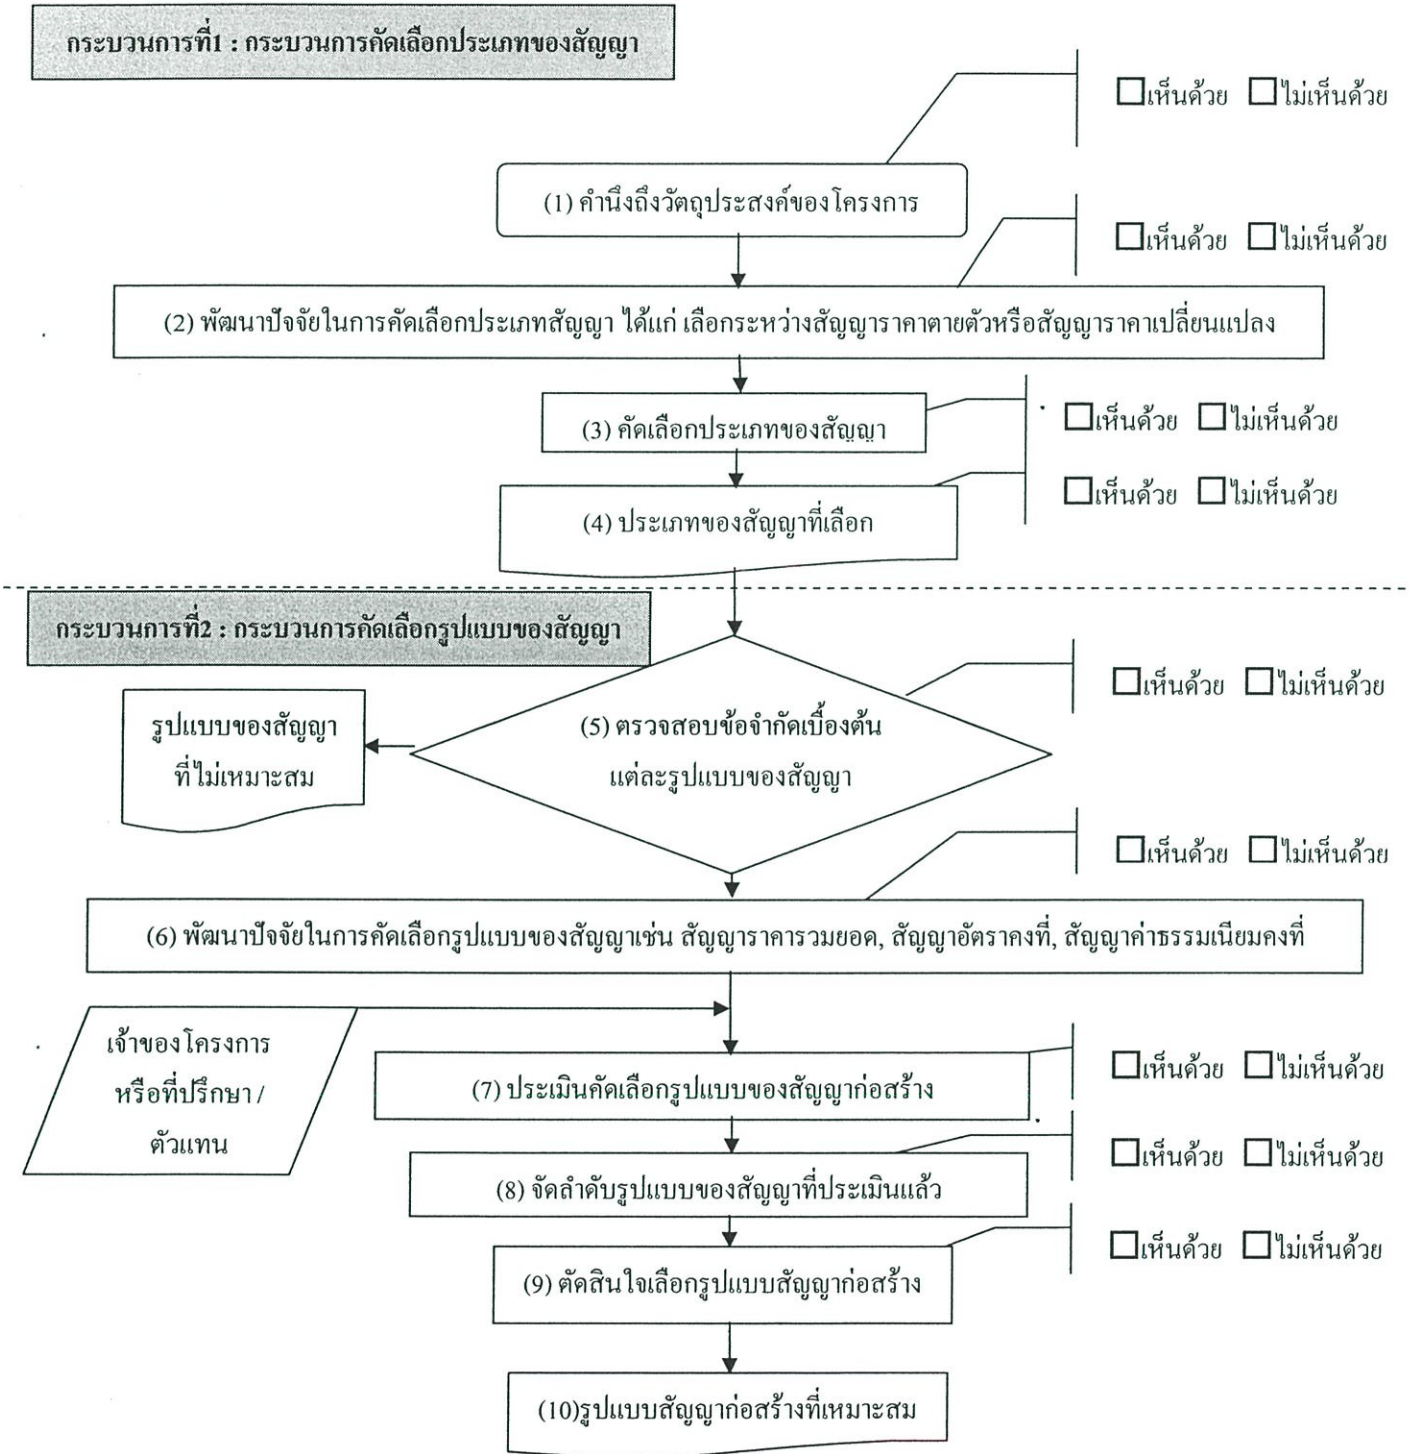 กระบวนการที่1 : กระบวนการคัดเลือกประเภทของสัญญา
เห็นด้วย ไม่เห็นด้วย
(1) คำนึงถึงวัตถุประสงค์ของโครงการ
เห็นด้วย ไม่เห็นด้วย
(2) พัฒนาปัจจัยในการคัดเลือกประเภทสัญญา ได้แก่ เลือกระหว่างสัญญาราคาตายตัวหรือสัญญาราคาเปลี่ยนแปลง
เห็นด้วย ไม่เห็นด้วย
(3) คัดเลือกประเภทของสัญญา
เห็นด้วย ไม่เห็นด้วย
(4) ประเภทของสัญญาที่เลือก
กระบวนการที่2 : กระบวนการคัดเลือกรูปแบบของสัญญา
เห็นด้วย ไม่เห็นด้วย
รูปแบบของสัญญา
ที่ไม่เหมาะสม
(5) ตรวจสอบข้อจำกัดเบื้องต้น
แต่ละรูปแบบของสัญญา
เห็นด้วย ไม่เห็นด้วย
(6) พัฒนาปัจจัยในการคัดเลือกรูปแบบของสัญญาเช่น สัญญาราคารวมยอด, สัญญาอัตราคงที่, สัญญาค่าธรรมเนียมคงที่
เจ้าของโครงการ
หรือที่ปรึกษา /
ตัวแทน
เห็นด้วย ไม่เห็นด้วย
(7) ประเมินคัดเลือกรูปแบบของสัญญาก่อสร้าง
เห็นด้วย ไม่เห็นด้วย
(8) จัดลำดับรูปแบบของสัญญาที่ประเมินแล้ว
เห็นด้วย ไม่เห็นด้วย
(9) ตัดสินใจเลือกรูปแบบสัญญาก่อสร้าง
(10)รูปแบบสัญญาก่อสร้างที่เหมาะสม